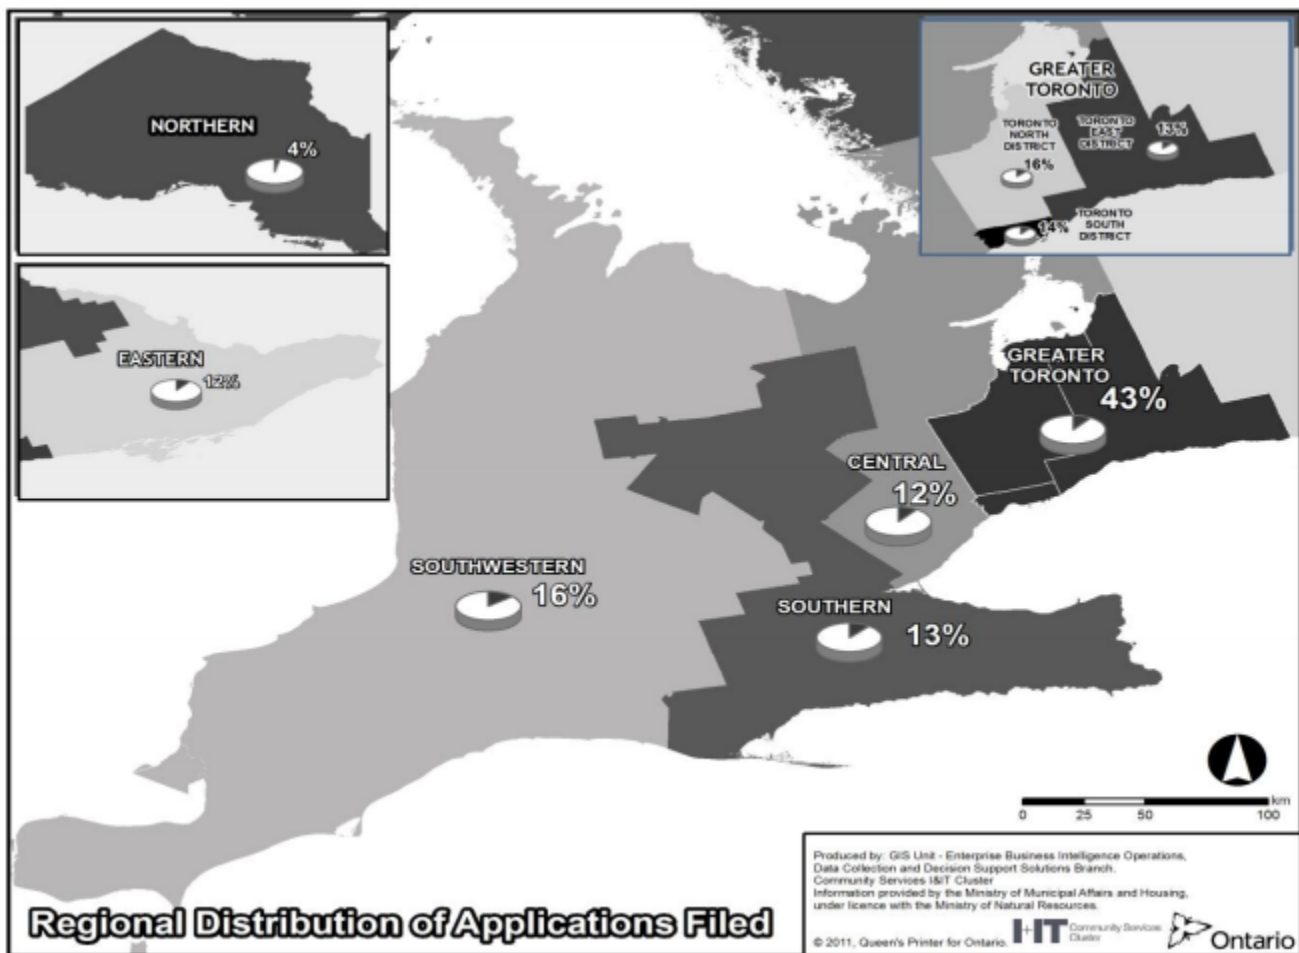 NORTHERN
4%
GREATER
TORONTO
TORONTO
NORTH
DISTRICT
16%
TORONTO
EAST
DISTRICT
13%
TORONTO
SOUTH
DISTRICT
14%
EASTERN
12%
GREATER
TORONTO
43%
CENTRAL
12%
SOUTHWESTERN
16%
SOUTHERN
13%
km
0 25 50 100
Regional Distribution of Applications Filed
Produced by: GIS Unit - Enterprise Business Intelligence Operations,
Data Collection and Decision Support Solutions Branch.
Community Services I&IT Cluster
Information provided by the Ministry of Municipal Affairs and Housing,
under licence with the Ministry of Natural Resources.
© 2011, Queen's Printer for Ontario.
I+IT Community Services
Cluster
Ontario